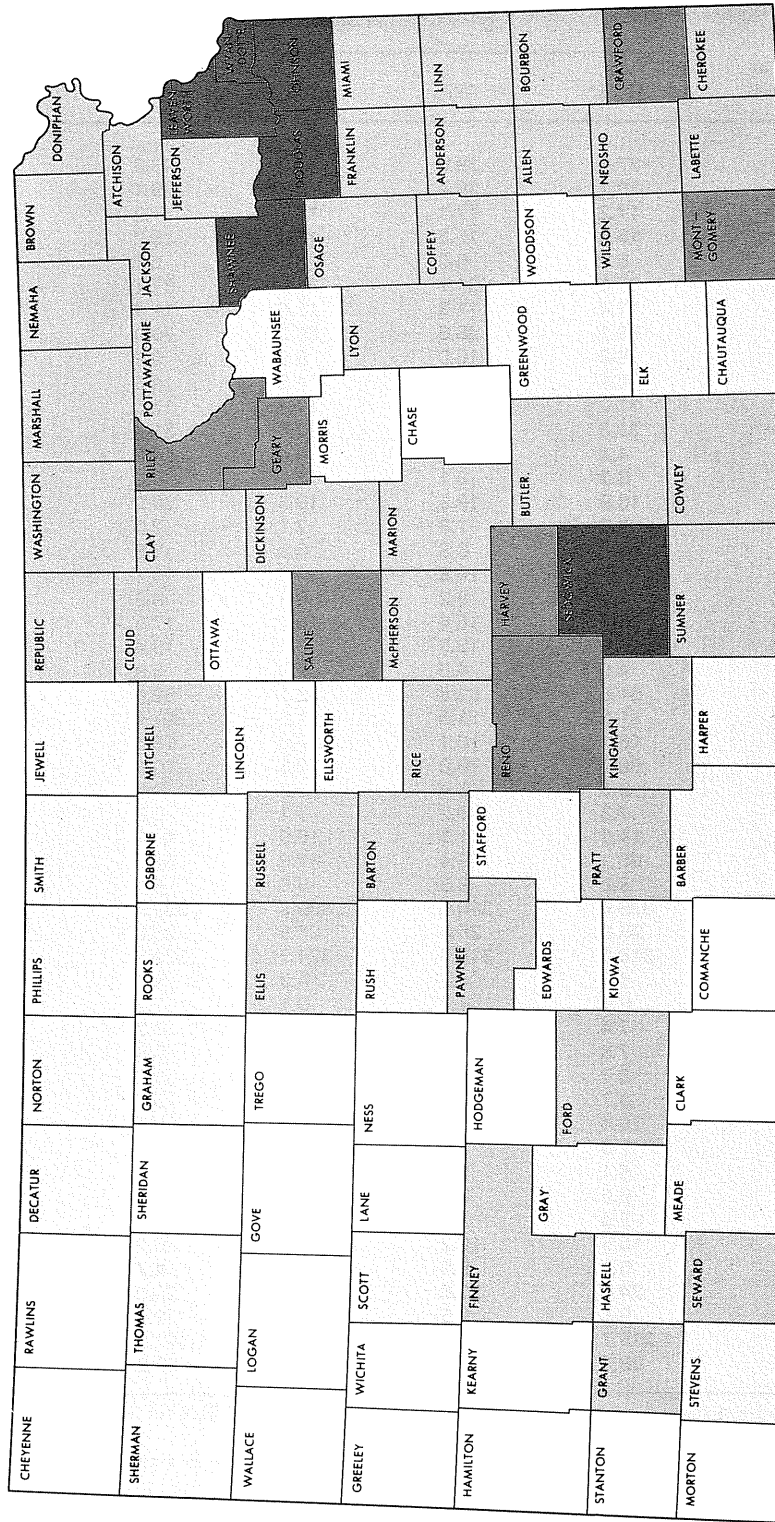 CHEYENNE
RAWLINS
DECATUR
NORTON
PHILLIPS
SMITH
JEWELL
REPUBLIC
WASHINGTON
MARSHALL
NEMAHA
BROWN
DONIPHAN
SHERMAN
THOMAS
SHERIDAN
GRAHAM
ROOKS
OSBORNE
MITCHELL
CLOUD
CLAY
RILEY
POTTAWATOMIE
JACKSON
ATCHISON
JEFFERSON
LEAVEN
WORTH
WYAN
DOTTE
WALLACE
LOGAN
GOVE
TREGO
ELLIS
RUSSELL
LINCOLN
OTTAWA
DICKINSON
GEARY
WABAUNSEE
SHAWNEE
DOUGLAS
JOHNSON
GREELEY
WICHITA
SCOTT
LANE
NESS
RUSH
BARTON
ELLSWORTH
SALINE
MORRIS
OSAGE
FRANKLIN
MIAMI
HAMILTON
KEARNY
FINNEY
HODGEMAN
PAWNEE
STAFFORD
RICE
McPHERSON
MARION
CHASE
LYON
COFFEY
ANDERSON
LINN
GRAY
FORD
EDWARDS
RENO
HARVEY
BUTLER
GREENWOOD
WOODSON
ALLEN
BOURBON
STANTON
GRANT
HASKELL
KIOWA
PRATT
KINGMAN
SEDGWICK
ELK
WILSON
NEOSHO
CRAWFORD
MORTON
STEVENS
SEWARD
MEADE
CLARK
COMANCHE
BARBER
HARPER
SUMNER
COWLEY
CHAUTAUQUA
MONT–
GOMERY
LABETTE
CHEROKEE